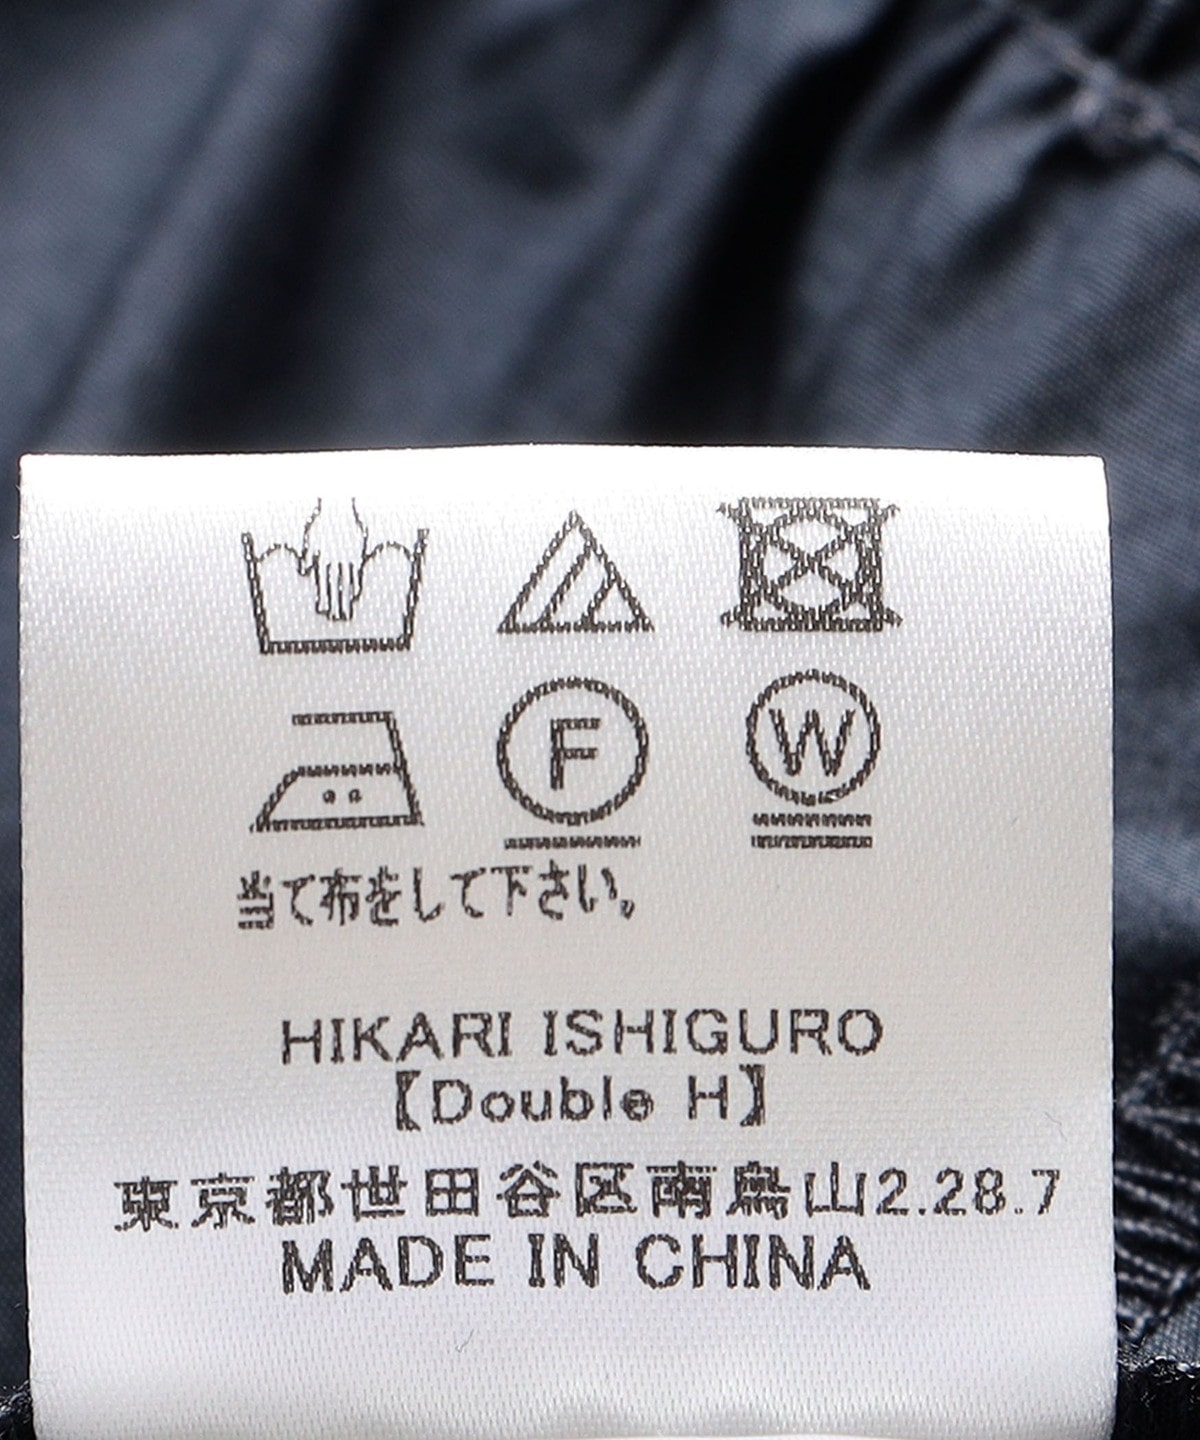 F W
当て布をして下さい。
HIKARI ISHIGURO
【Double H】
東京都世田谷区南烏山2.28.7
MADE IN CHINA